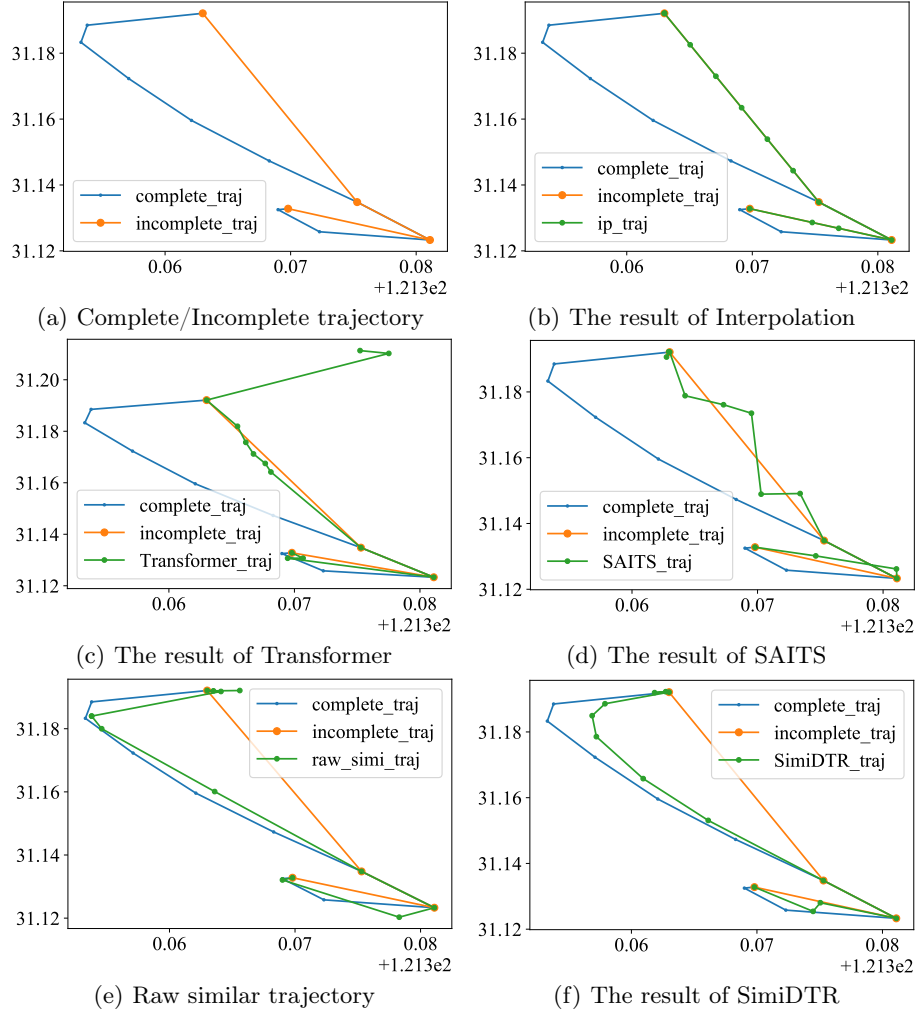 31.18
31.16
31.14
31.12
complete_traj
incomplete_traj
0.06 0.07 0.08
+1.213e2
(a) Complete/Incomplete trajectory
31.18
31.16
31.14
31.12
complete_traj
incomplete_traj
ip_traj
0.06 0.07 0.08
+1.213e2
(b) The result of Interpolation
31.20
31.18
31.16
31.14
31.12
complete_traj
incomplete_traj
Transformer_traj
0.06 0.07 0.08
+1.213e2
(c) The result of Transformer
31.18
31.16
31.14
31.12
complete_traj
incomplete_traj
SAITS_traj
0.06 0.07 0.08
+1.213e2
(d) The result of SAITS
31.18
31.16
31.14
31.12
complete_traj
incomplete_traj
raw_simi_traj
0.06 0.07 0.08
+1.213e2
(e) Raw similar trajectory
31.18
31.16
31.14
31.12
complete_traj
incomplete_traj
SimiDTR_traj
0.06 0.07 0.08
+1.213e2
(f) The result of SimiDTR